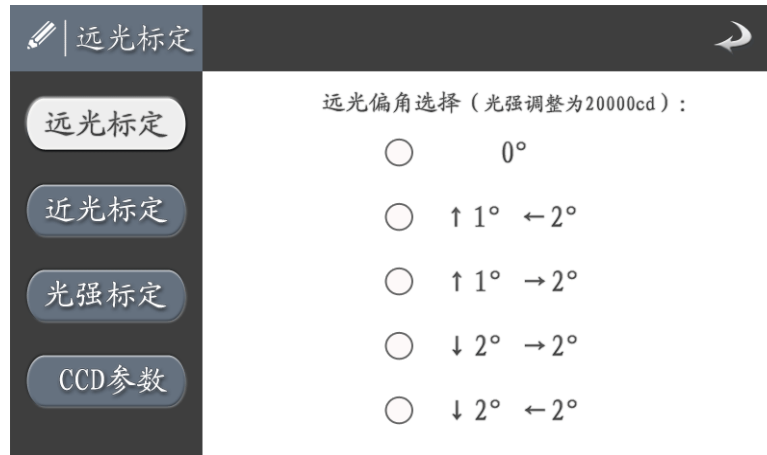 远光标定
远光标定
近光标定
光强标定
CCD参数
远光偏角选择（光强调整为20000cd）:
0°
↑1° ←2°
↑1° →2°
↓2° →2°
↓2° ←2°